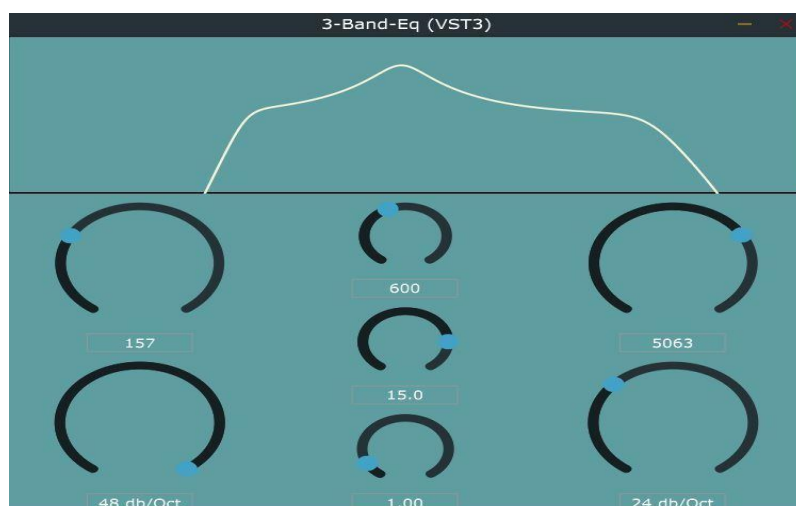 3-Band-Eq (VST3)
600
157
5063
15.0
48 db/Oct
1.00
24 db/Oct